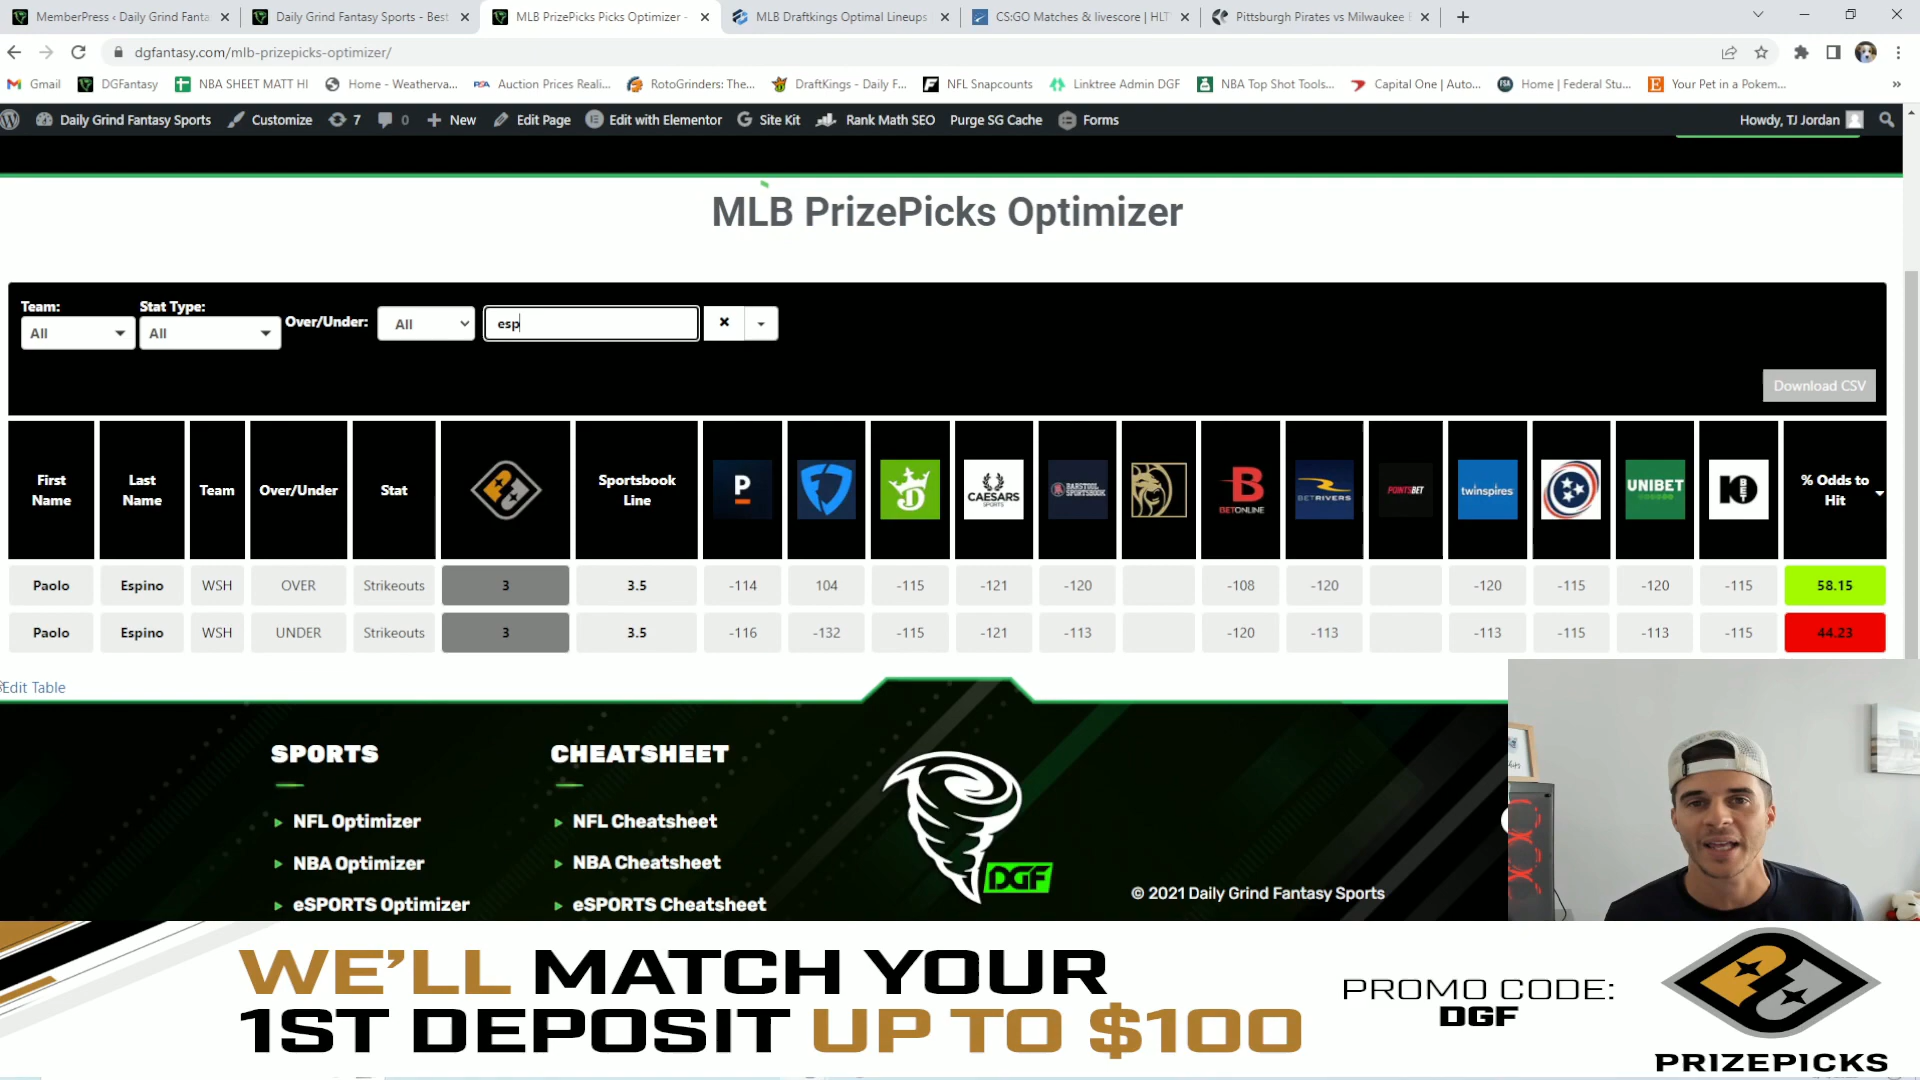 MemberPress ‹ Daily Grind Fanta
Daily Grind Fantasy Sports - Best
MLB PrizePicks Picks Optimizer -
MLB Draftkings Optimal Lineups
CS:GO Matches & livescore | HLT
Pittsburgh Pirates vs Milwaukee
dgfantasy.com/mlb-prizepicks-optimizer/
Gmail
DGFantasy
NBA SHEET MATT HI
Home - Weatherva...
Auction Prices Reali...
RotoGrinders: The...
DraftKings - Daily F...
NFL Snapcounts
Linktree Admin DGF
NBA Top Shot Tools...
Capital One | Auto...
Home | Federal Stu...
Your Pet in a Pokem...
Daily Grind Fantasy Sports
Customize
7
0
New
Edit Page
Edit with Elementor
Site Kit
Rank Math SEO
Purge SG Cache
Forms
Howdy, TJ Jordan
MLB PrizePicks Optimizer
Team:
All
Stat Type:
All
Over/Under:
All
esp
Download CSV
First Name
Last Name
Team
Over/Under
Stat
Sportsbook Line
P
CAESARS SPORTS
BARSTOOL SPORTSBOOK
B BETONLINE
BETRIVERS
POINTSBET
twinspires
UNIBET
10 BET
% Odds to Hit
Paolo Espino WSH OVER Strikeouts 3 3.5 -114 104 -115 -121 -120 -108 -120 -120 -115 -120 -115 58.15
Paolo Espino WSH UNDER Strikeouts 3 3.5 -116 -132 -115 -121 -113 -120 -113 -113 -115 -113 -115 44.23
Edit Table
SPORTS
NFL Optimizer
NBA Optimizer
eSPORTS Optimizer
CHEATSHEET
NFL Cheatsheet
NBA Cheatsheet
eSPORTS Cheatsheet
DGF
© 2021 Daily Grind Fantasy Sports
WE'LL MATCH YOUR
1ST DEPOSIT UP TO $100
PROMO CODE:
DGF
PRIZEPICKS